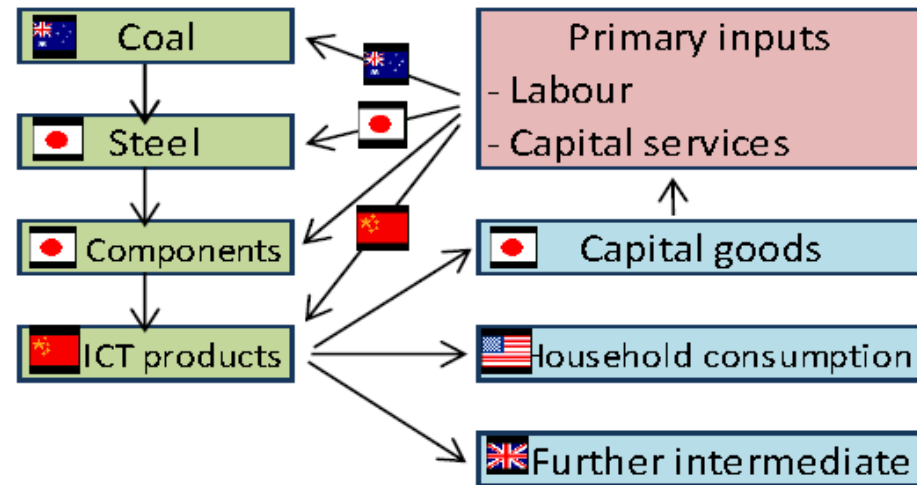 Coal
Steel
Components
ICT products
Primary inputs
- Labour
- Capital services
Capital goods
Household consumption
Further intermediate